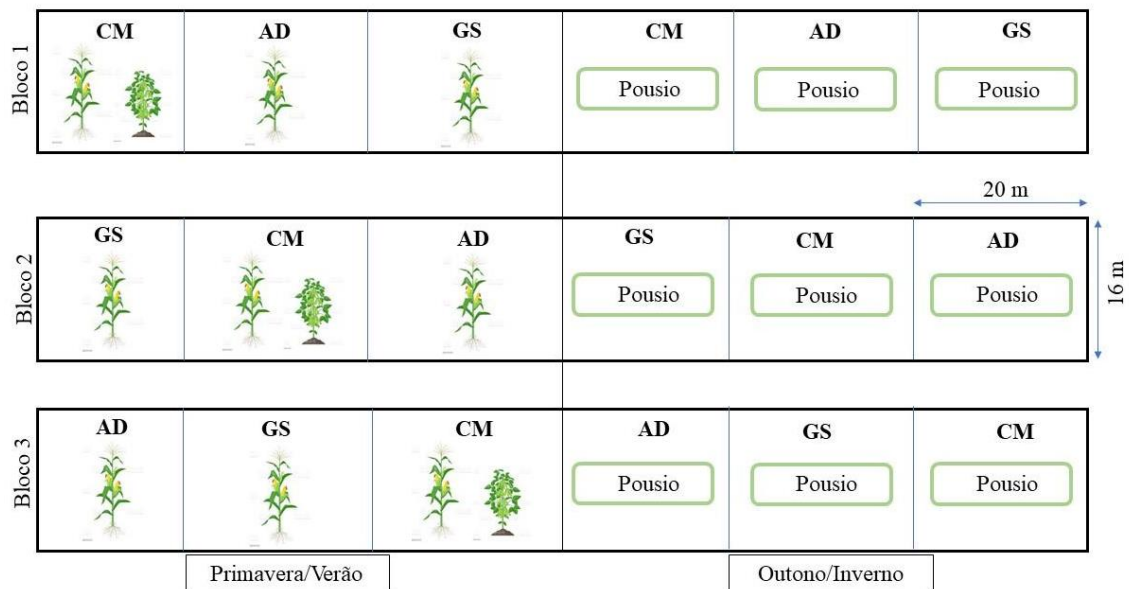 Bloco 1
CM AD GS CM AD GS
Pousio Pousio Pousio
20 m
Bloco 2
GS CM AD GS CM AD
Pousio Pousio Pousio
16 m
Bloco 3
AD GS CM AD GS CM
Pousio Pousio Pousio
Primavera/Verão Outono/Inverno